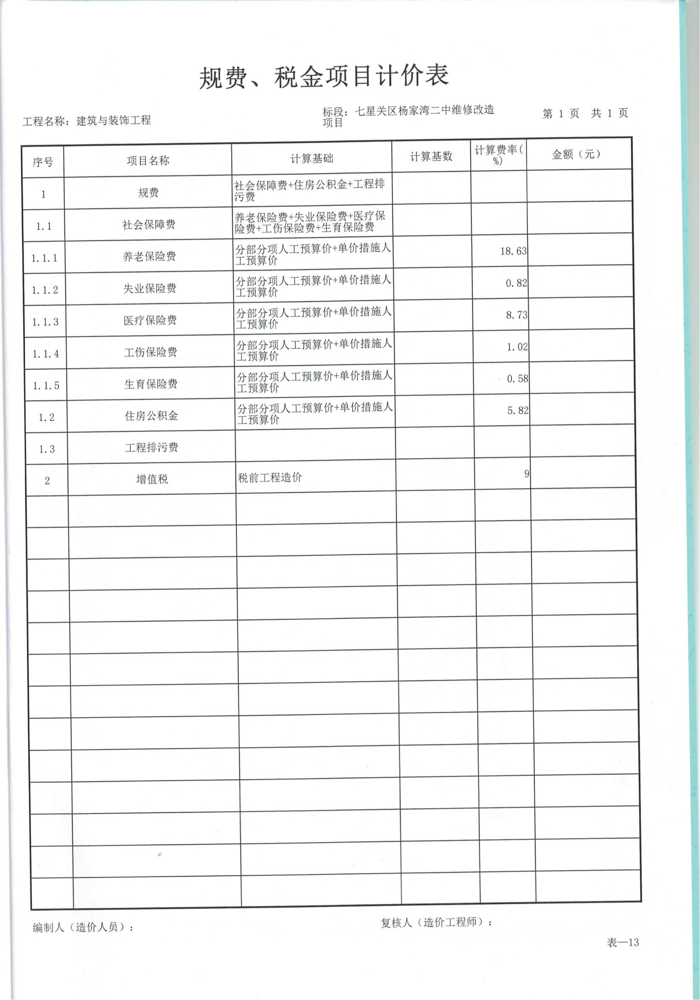 规费、税金项目计价表
工程名称：建筑与装饰工程
标段：七星关区杨家湾二中维修改造
项目
第 1 页 共 1 页
序号 项目名称 计算基础 计算基数 计算费率(
%) 金额（元）
1 规费 社会保障费+住房公积金+工程排
污费
1.1 社会保障费 养老保险费+失业保险费+医疗保
险费+工伤保险费+生育保险费
1.1.1 养老保险费 分部分项人工预算价+单价措施人
工预算价 18.63
1.1.2 失业保险费 分部分项人工预算价+单价措施人
工预算价 0.82
1.1.3 医疗保险费 分部分项人工预算价+单价措施人
工预算价 8.73
1.1.4 工伤保险费 分部分项人工预算价+单价措施人
工预算价 1.02
1.1.5 生育保险费 分部分项人工预算价+单价措施人
工预算价 0.58
1.2 住房公积金 分部分项人工预算价+单价措施人
工预算价 5.82
1.3 工程排污费
2 增值税 税前工程造价 9
编制人（造价人员）：
复核人（造价工程师）：
表—13